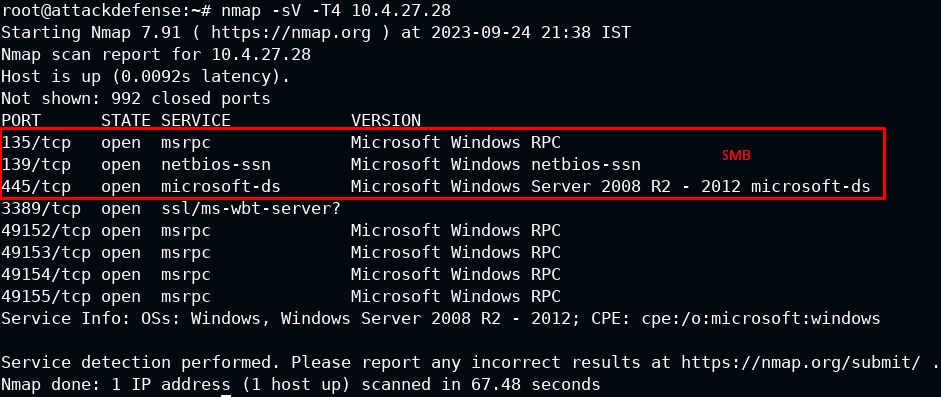 root@attackdefense:~# nmap -sV -T4 10.4.27.28
Starting Nmap 7.91 ( https://nmap.org ) at 2023-09-24 21:38 IST
Nmap scan report for 10.4.27.28
Host is up (0.0092s latency).
Not shown: 992 closed ports
PORT      STATE SERVICE            VERSION
135/tcp   open  msrpc              Microsoft Windows RPC
139/tcp   open  netbios-ssn        Microsoft Windows netbios-ssn        SMB
445/tcp   open  microsoft-ds       Microsoft Windows Server 2008 R2 - 2012 microsoft-ds
3389/tcp  open  ssl/ms-wbt-server?
49152/tcp open  msrpc              Microsoft Windows RPC
49153/tcp open  msrpc              Microsoft Windows RPC
49154/tcp open  msrpc              Microsoft Windows RPC
49155/tcp open  msrpc              Microsoft Windows RPC
Service Info: OSs: Windows, Windows Server 2008 R2 - 2012; CPE: cpe:/o:microsoft:windows

Service detection performed. Please report any incorrect results at https://nmap.org/submit/ .
Nmap done: 1 IP address (1 host up) scanned in 67.48 seconds